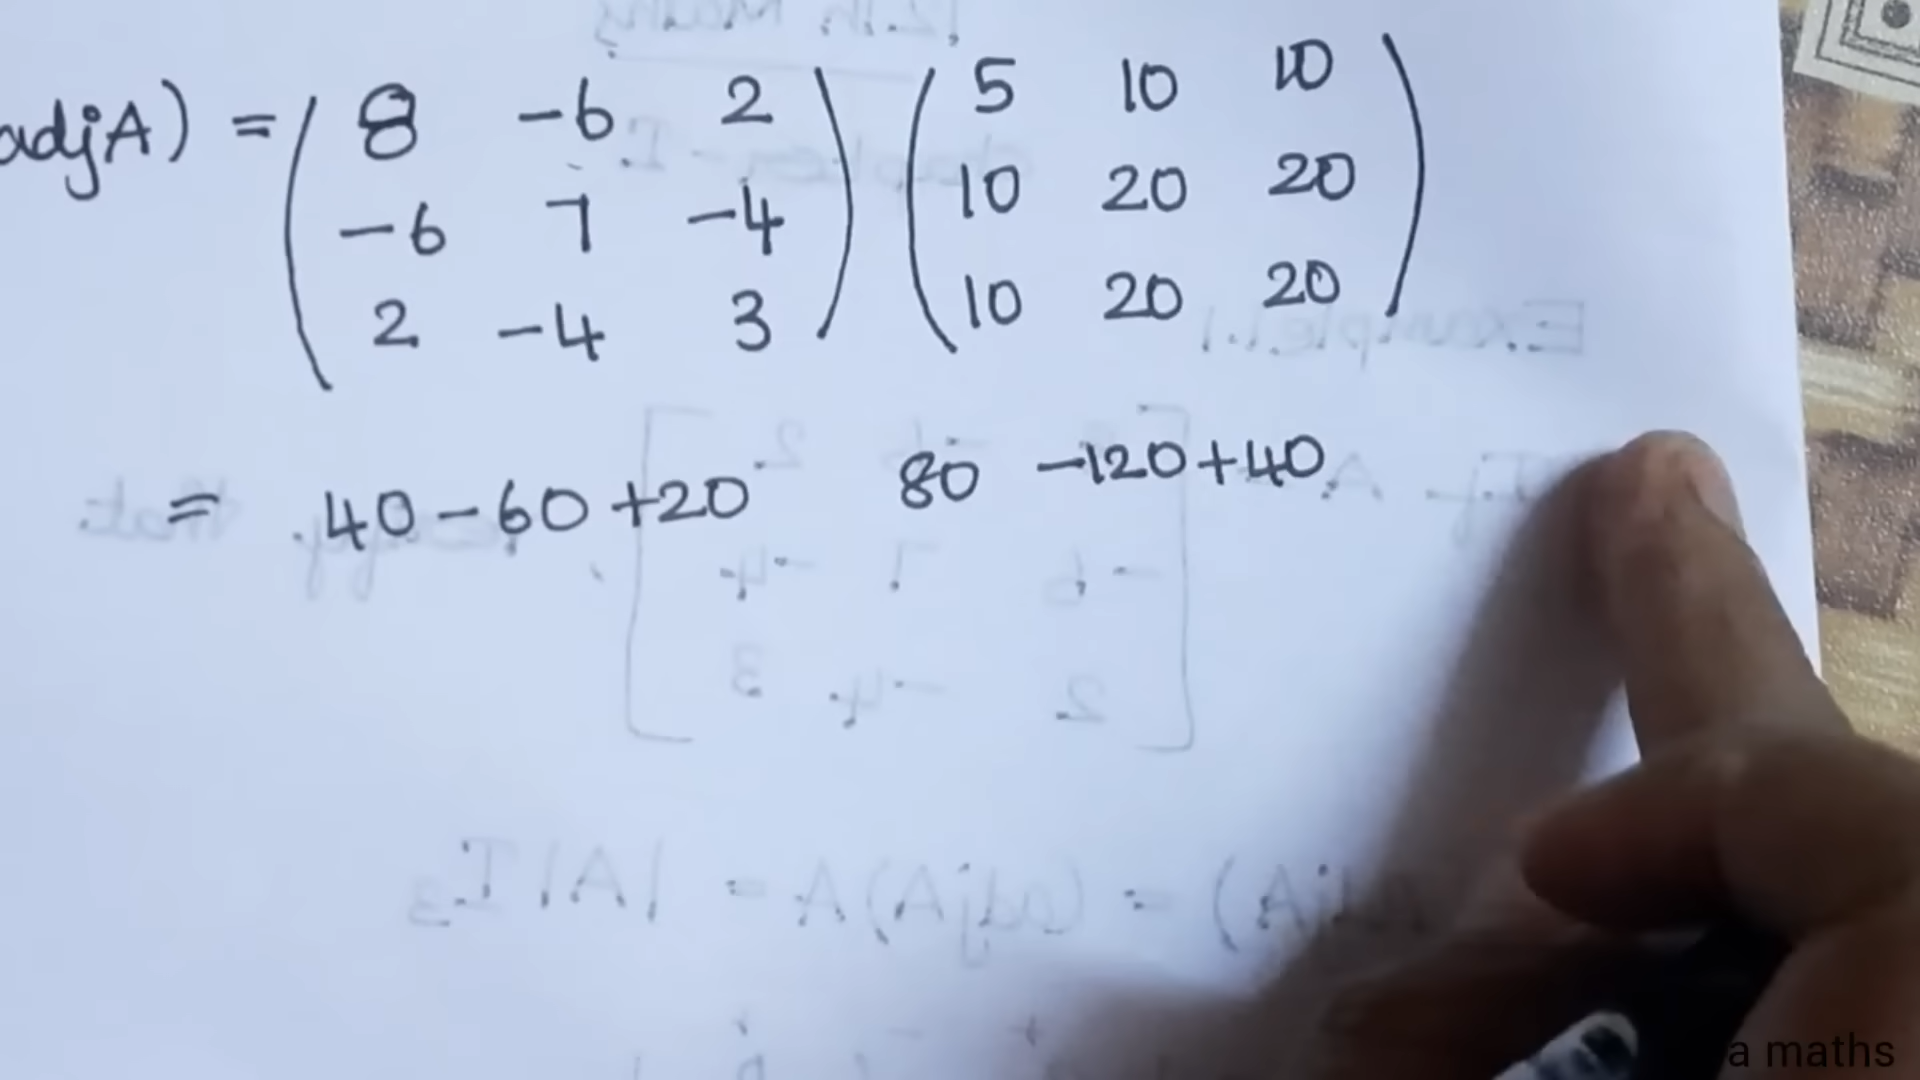 adjA) = ( 8 -6 2 ) ( 5 10 10 )
-6 7 -4 10 20 20
2 -4 3 10 20 20
= 40-60+20 80 -120+40
a maths